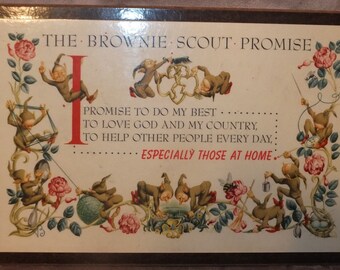 THE · BROWNIE · SCOUT · PROMISE
I PROMISE TO DO MY BEST
TO LOVE GOD AND MY COUNTRY,
TO HELP OTHER PEOPLE EVERY DAY,
ESPECIALLY THOSE AT HOME.